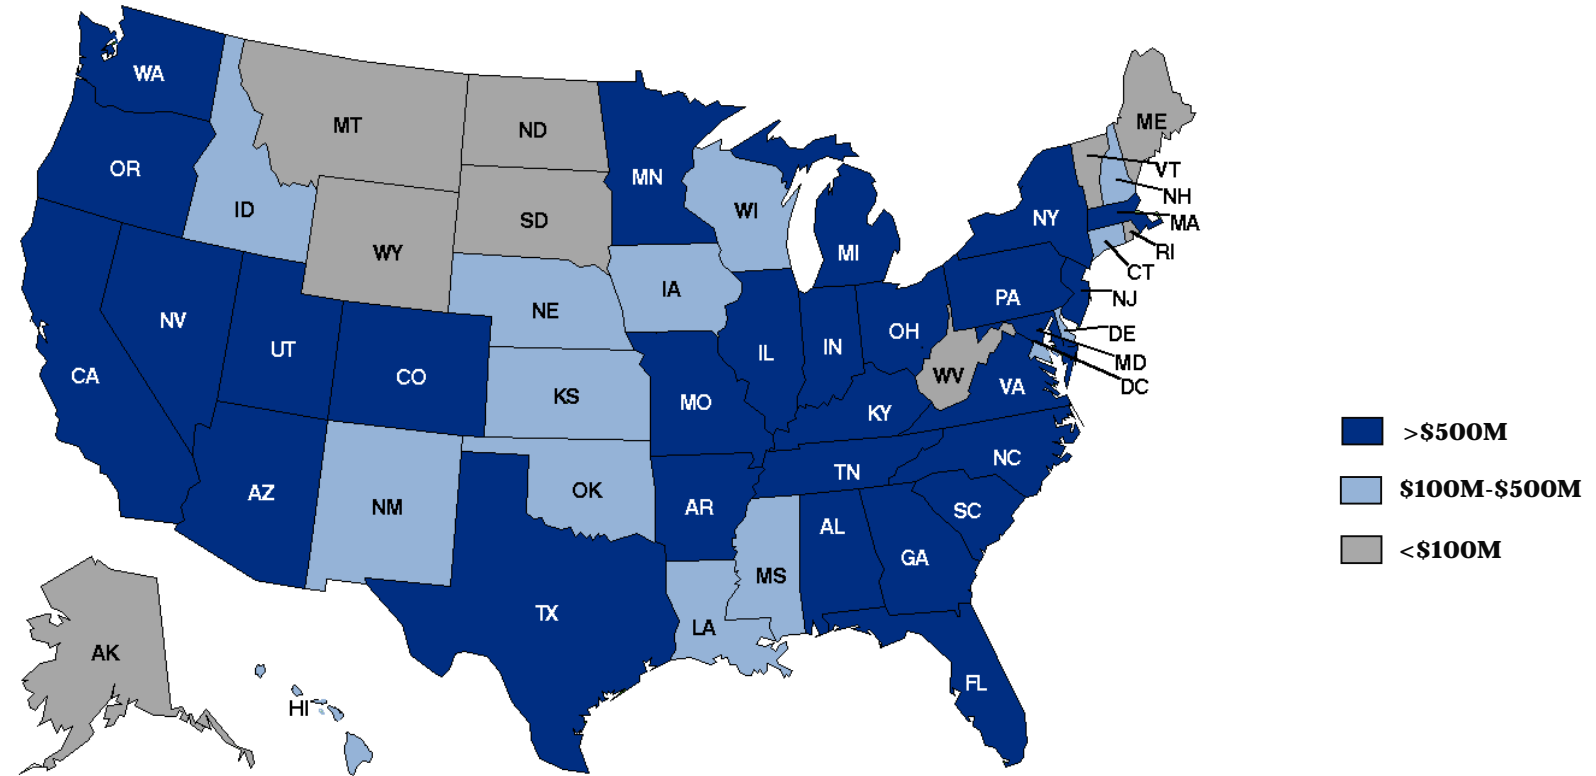 WA
MT
ND
ME
OR
MN
VT
ID
WI
NH
SD
NY
MA
WY
MI
RI
CT
IA
PA
NJ
NE
NV
OH
DE
UT
IL
IN
MD
CA
CO
WV
VA
DC
KS
MO
KY
>$500M
NC
TN
AZ
OK
$100M-$500M
NM
AR
SC
AL
<$100M
GA
MS
TX
LA
AK
FL
HI